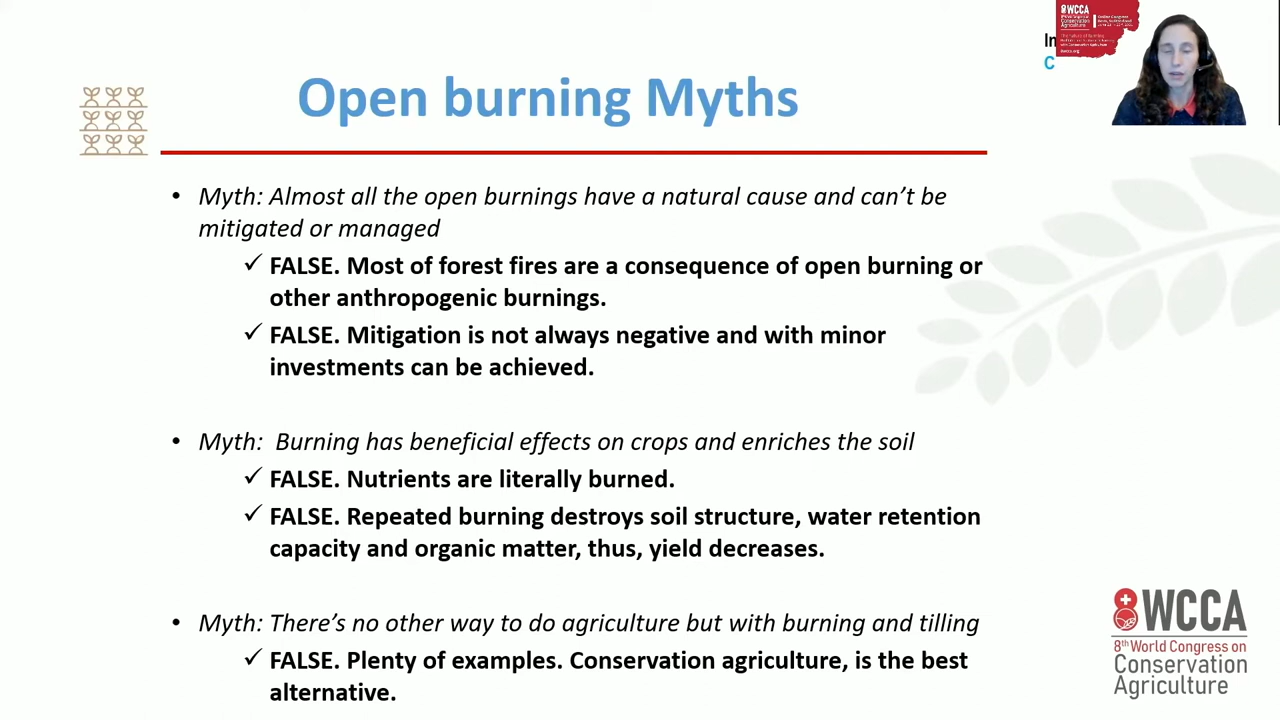 Open burning Myths
• Myth: Almost all the open burnings have a natural cause and can’t be
mitigated or managed
✓ FALSE. Most of forest fires are a consequence of open burning or
other anthropogenic burnings.
✓ FALSE. Mitigation is not always negative and with minor
investments can be achieved.
• Myth: Burning has beneficial effects on crops and enriches the soil
✓ FALSE. Nutrients are literally burned.
✓ FALSE. Repeated burning destroys soil structure, water retention
capacity and organic matter, thus, yield decreases.
• Myth: There’s no other way to do agriculture but with burning and tilling
✓ FALSE. Plenty of examples. Conservation agriculture, is the best
alternative.
WCCA
In
C
8 WCCA
8th World Congress on
Conservation
Agriculture